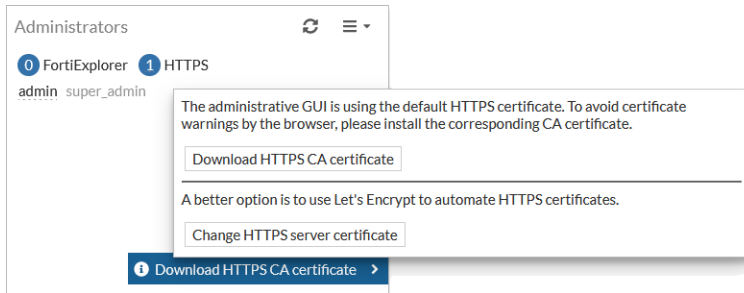 Administrators
0 FortiExplorer 1 HTTPS
admin super_admin
The administrative GUI is using the default HTTPS certificate. To avoid certificate
warnings by the browser, please install the corresponding CA certificate.
Download HTTPS CA certificate
A better option is to use Let's Encrypt to automate HTTPS certificates.
Change HTTPS server certificate
Download HTTPS CA certificate